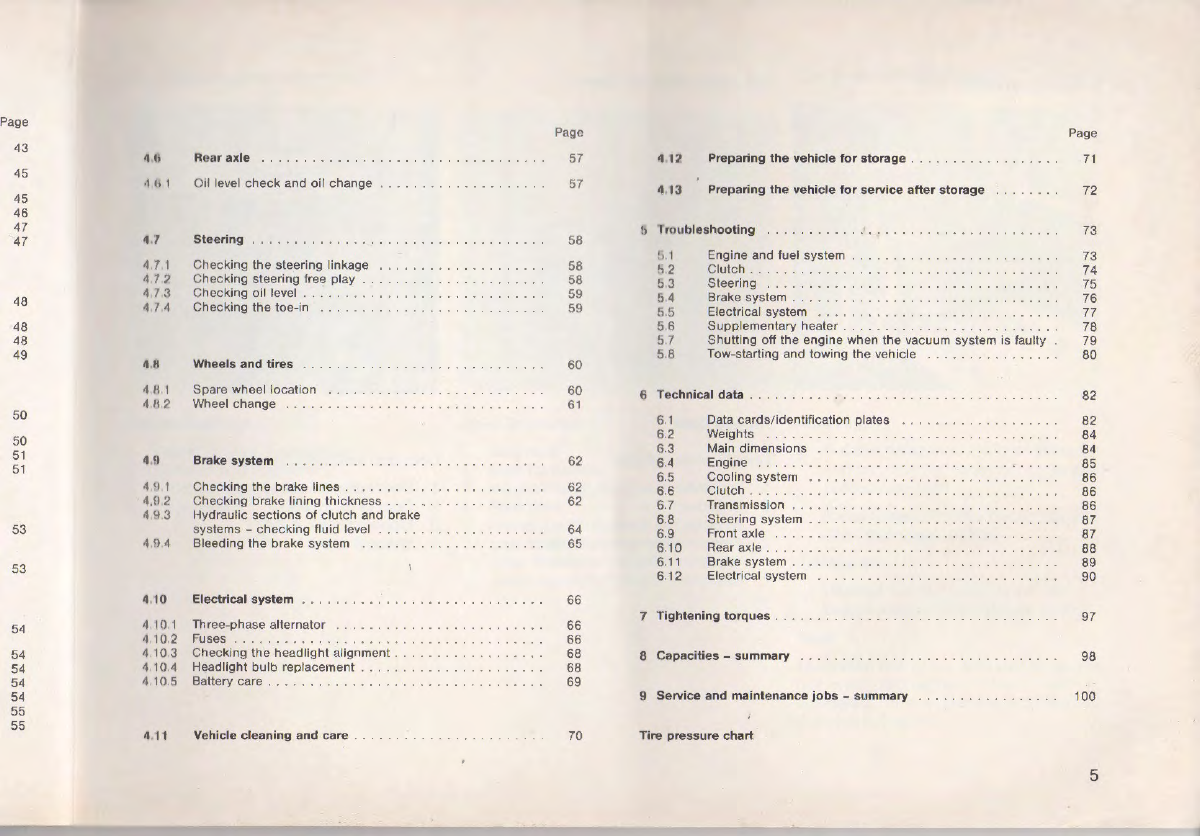 Page
43
45
45
46
47
47
48
48
48
49
50
50
51
51
53
53
54
54
54
54
54
55
55
Page
4.6 Rear axle . . . . . . . . . . 57
4.6.1 Oil level check and oil change . . . . . . . . . . 57
4.7 Steering . . . . . . . . . . 58
4.7.1 Checking the steering linkage . . . . . . . . . . 58
4.7.2 Checking steering free play . . . . . . . . . . 58
4.7.3 Checking oil level . . . . . . . . . . 59
4.7.4 Checking the toe-in . . . . . . . . . . 59
4.8 Wheels and tires . . . . . . . . . . 60
4.8.1 Spare wheel location . . . . . . . . . . 60
4.8.2 Wheel change . . . . . . . . . . 61
4.9 Brake system . . . . . . . . . . 62
4.9.1 Checking the brake lines . . . . . . . . . . 62
4.9.2 Checking brake lining thickness . . . . . . . . . . 62
4.9.3 Hydraulic sections of clutch and brake
systems – checking fluid level . . . . . . . . . . 64
4.9.4 Bleeding the brake system . . . . . . . . . . 65
4.10 Electrical system . . . . . . . . . . 66
4.10.1 Three-phase alternator . . . . . . . . . . 66
4.10.2 Fuses . . . . . . . . . . 66
4.10.3 Checking the headlight alignment . . . . . . . . . . 68
4.10.4 Headlight bulb replacement . . . . . . . . . . 68
4.10.5 Battery care . . . . . . . . . . 69
4.11 Vehicle cleaning and care . . . . . . . . . . 70
Page
4.12 Preparing the vehicle for storage . . . . . . . . . . 71
4.13 Preparing the vehicle for service after storage . . . . . . . . 72
5 Troubleshooting . . . . . . . . . . 73
5.1 Engine and fuel system . . . . . . . . . . 73
5.2 Clutch . . . . . . . . . . 74
5.3 Steering . . . . . . . . . . 75
5.4 Brake system . . . . . . . . . . 76
5.5 Electrical system . . . . . . . . . . 77
5.6 Supplementary heater . . . . . . . . . . 78
5.7 Shutting off the engine when the vacuum system is faulty . 79
5.8 Tow-starting and towing the vehicle . . . . . . . . . . 80
6 Technical data . . . . . . . . . . 82
6.1 Data cards/identification plates . . . . . . . . . . 82
6.2 Weights . . . . . . . . . . 84
6.3 Main dimensions . . . . . . . . . . 84
6.4 Engine . . . . . . . . . . 85
6.5 Cooling system . . . . . . . . . . 86
6.6 Clutch . . . . . . . . . . 86
6.7 Transmission . . . . . . . . . . 86
6.8 Steering system . . . . . . . . . . 87
6.9 Front axle . . . . . . . . . . 87
6.10 Rear axle . . . . . . . . . . 88
6.11 Brake system . . . . . . . . . . 89
6.12 Electrical system . . . . . . . . . . 90
7 Tightening torques . . . . . . . . . . 97
8 Capacities – summary . . . . . . . . . . 98
9 Service and maintenance jobs – summary . . . . . . . . . . 100
Tire pressure chart
5